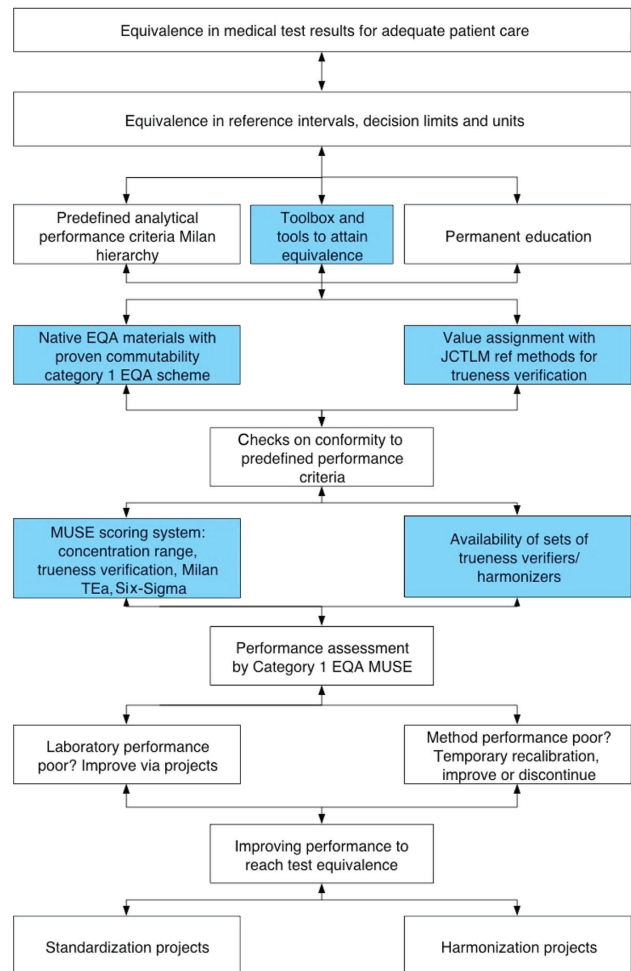 Equivalence in medical test results for adequate patient care
Equivalence in reference intervals, decision limits and units
Predefined analytical
performance criteria Milan
hierarchy
Toolbox and
tools to attain
equivalence
Permanent education
Native EQA materials with
proven commutability
category 1 EQA scheme
Value assignment with
JCTLM ref methods for
trueness verification
Checks on conformity to
predefined performance
criteria
MUSE scoring system:
concentration range,
trueness verification, Milan
TEa, Six-Sigma
Availability of sets of
trueness verifiers/
harmonizers
Performance assessment
by Category 1 EQA MUSE
Laboratory performance
poor? Improve via projects
Method performance poor?
Temporary recalibration,
improve or discontinue
Improving performance to
reach test equivalence
Standardization projects
Harmonization projects